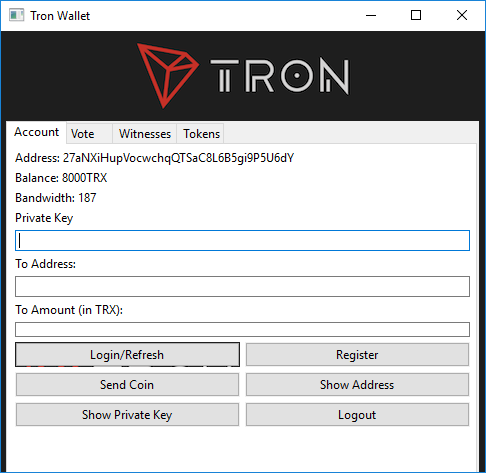 Tron Wallet
TRON
Account Vote Witnesses Tokens
Address: 27aNXiHupVocwchqQTSaC8L6B5gi9P5U6dY
Balance: 8000TRX
Bandwidth: 187
Private Key
To Address:
To Amount (in TRX):
Login/Refresh Register
Send Coin Show Address
Show Private Key Logout